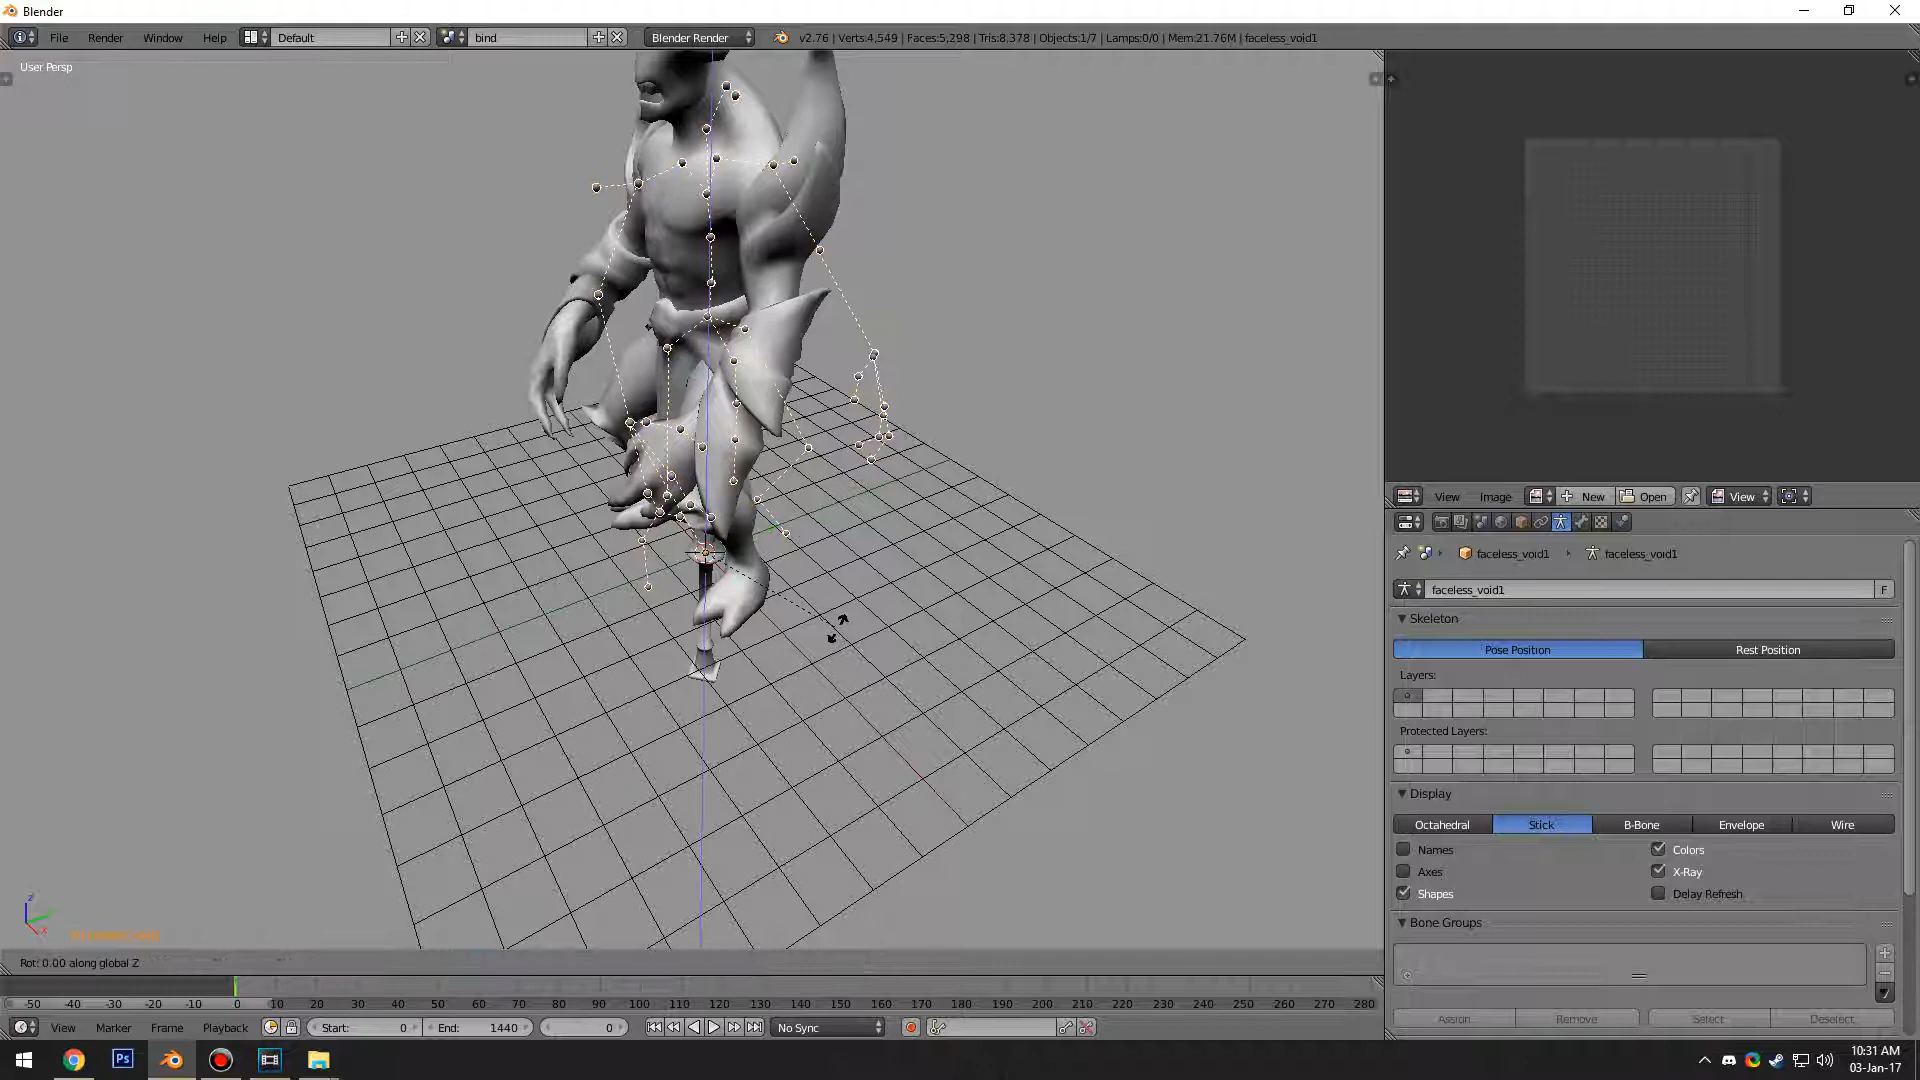 Blender
File Render Window Help Default bind Blender Render v2.76 | Verts:4,549 | Faces:5,298 | Tris:8,378 | Objects:1/7 | Lamps:0/0 | Mem:21.76M | faceless_void1
User Persp
View Image New Open View
faceless_void1 faceless_void1
faceless_void1 F
Skeleton
Pose Position Rest Position
Layers:
Protected Layers:
Display
Octahedral Stick B-Bone Envelope Wire
Names Colors
Axes X-Ray
Shapes Delay Refresh
Bone Groups
Assign Remove Select Deselect
z
x
Rot: 0.00 along global Z
-50 -40 -30 -20 -10 0 10 20 30 40 50 60 70 80 90 100 110 120 130 140 150 160 170 180 190 200 210 220 230 240 250 260 270 280
View Marker Frame Playback Start: 0 End: 1440 0 No Sync
Ps
10:31 AM
03-Jan-17